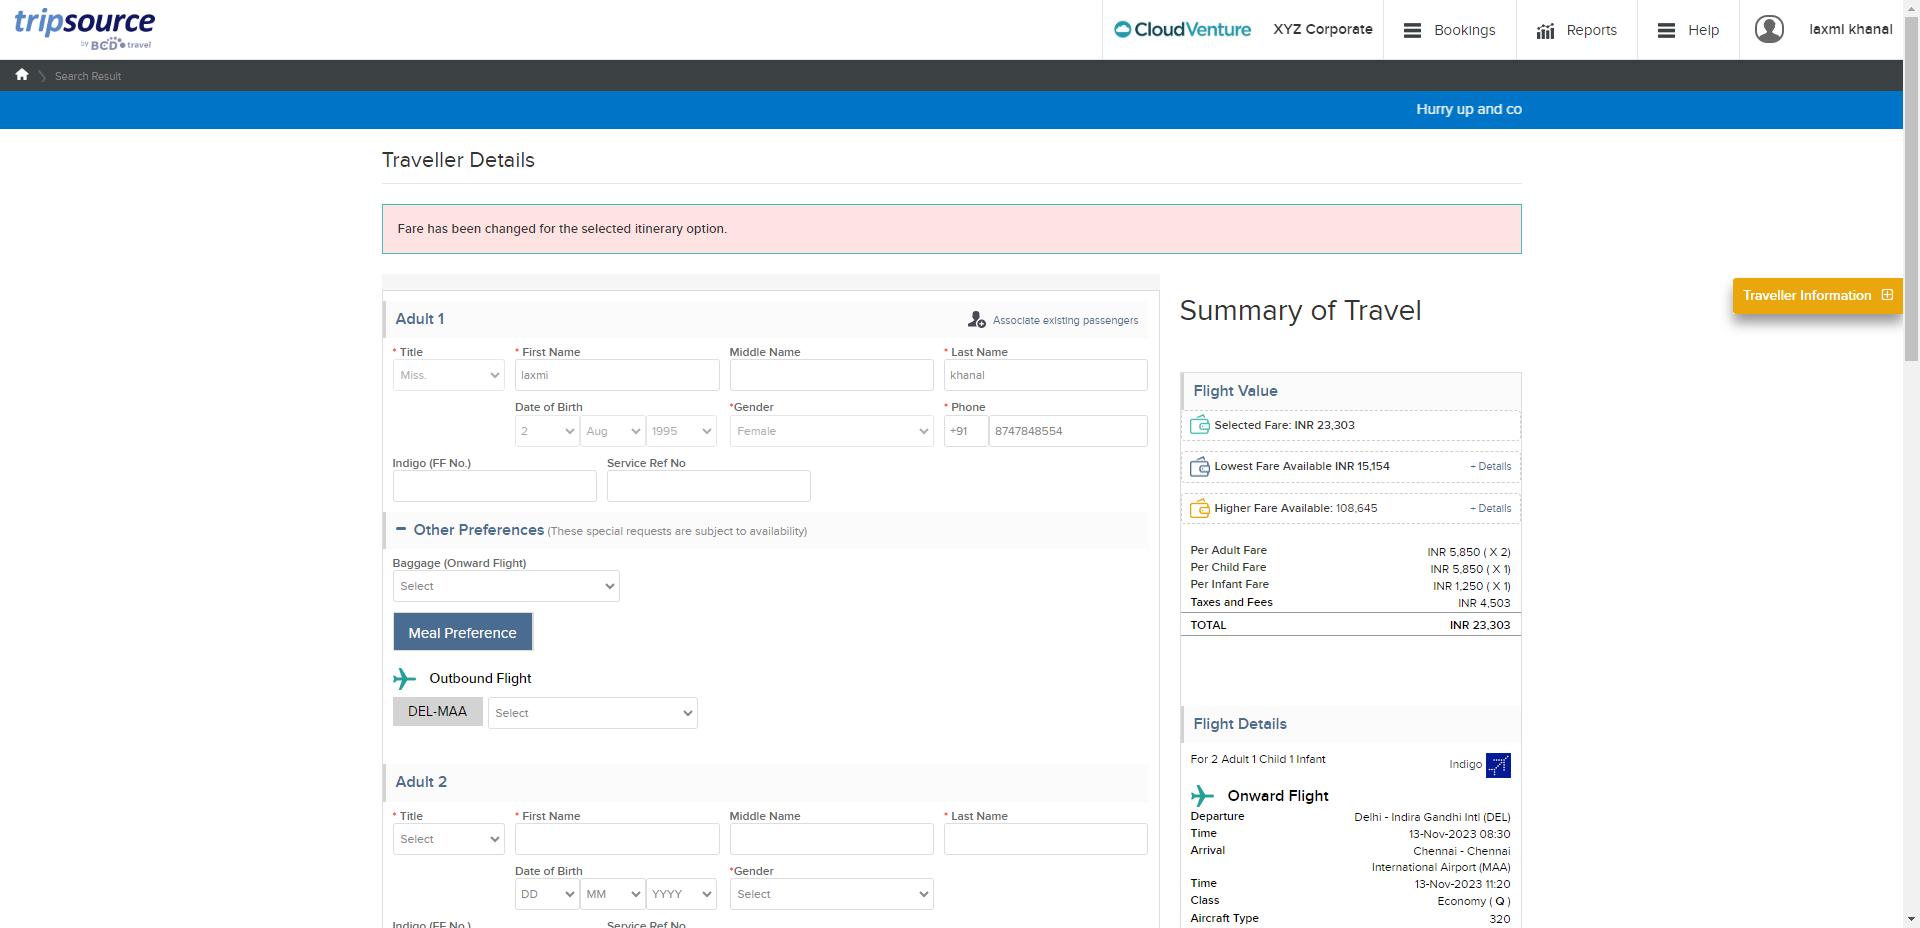 tripsource
by BCD travel
CloudVenture
XYZ Corporate
Bookings
Reports
Help
laxmi khanal
Search Result
Hurry up and co
Traveller Details
Fare has been changed for the selected itinerary option.
Traveller Information
Adult 1
Associate existing passengers
* Title
* First Name
Middle Name
* Last Name
Miss.
laxmi
khanal
Date of Birth
*Gender
* Phone
2
Aug
1995
Female
+91
8747848554
Indigo (FF No.)
Service Ref No
Other Preferences (These special requests are subject to availability)
Baggage (Onward Flight)
Select
Meal Preference
Outbound Flight
DEL-MAA
Select
Adult 2
* Title
* First Name
Middle Name
* Last Name
Select
Date of Birth
*Gender
DD
MM
YYYY
Select
Indigo (FF No.)
Service Ref No
Summary of Travel
Flight Value
Selected Fare: INR 23,303
Lowest Fare Available INR 15,154
+ Details
Higher Fare Available: 108,645
+ Details
Per Adult Fare INR 5,850 ( X 2)
Per Child Fare INR 5,850 ( X 1)
Per Infant Fare INR 1,250 ( X 1)
Taxes and Fees INR 4,503
TOTAL INR 23,303
Flight Details
For 2 Adult 1 Child 1 Infant
Indigo
Onward Flight
Departure Delhi - Indira Gandhi Intl (DEL)
Time 13-Nov-2023 08:30
Arrival Chennai - Chennai
International Airport (MAA)
Time 13-Nov-2023 11:20
Class Economy ( Q )
Aircraft Type 320